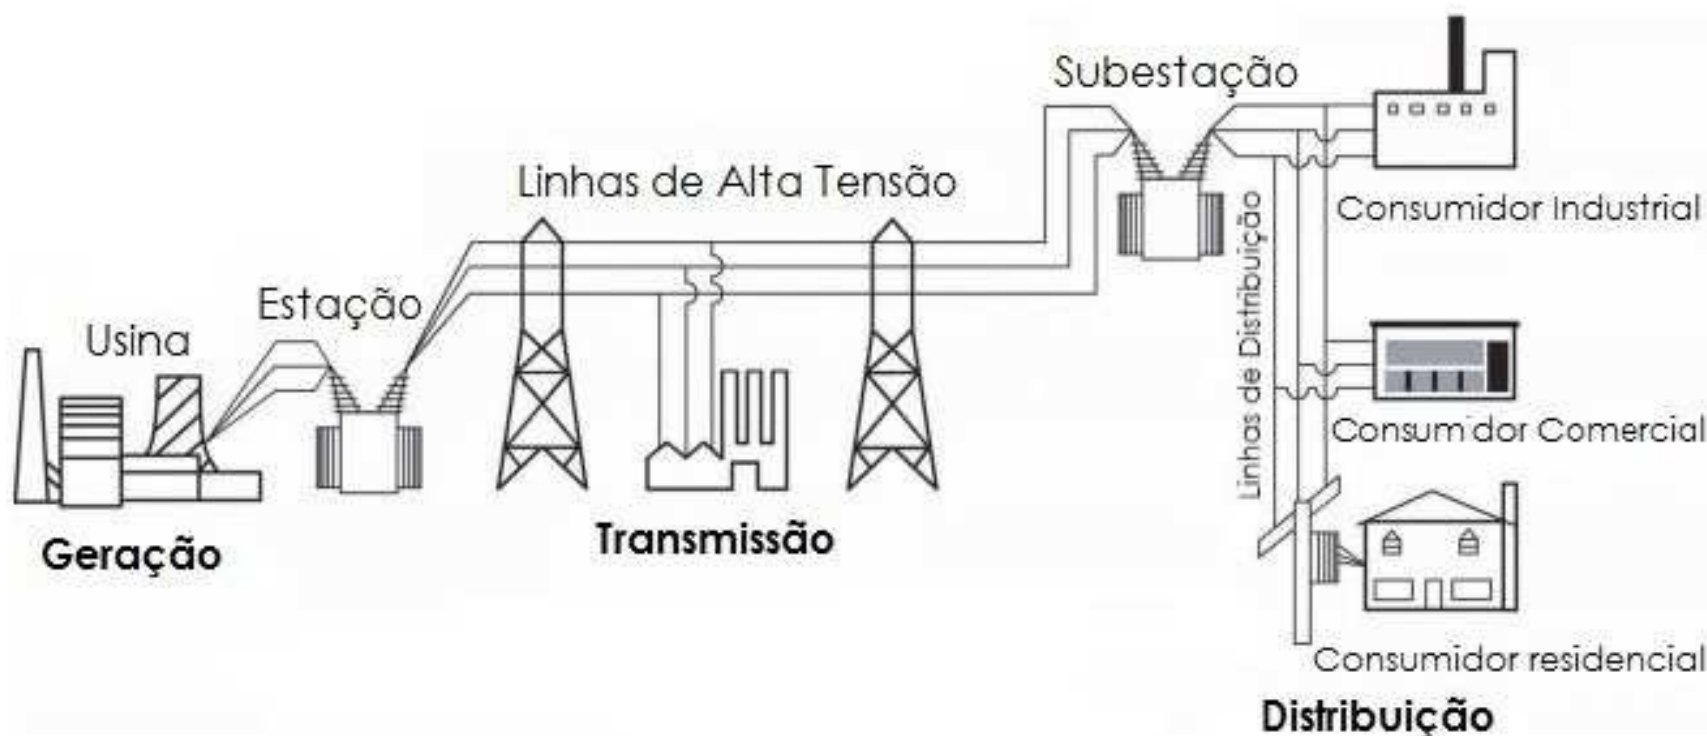 Usina
Estação
Linhas de Alta Tensão
Subestação
Consumidor Industrial
Linhas de Distribuição
Consumidor Comercial
Consumidor residencial
Geração
Transmissão
Distribuição